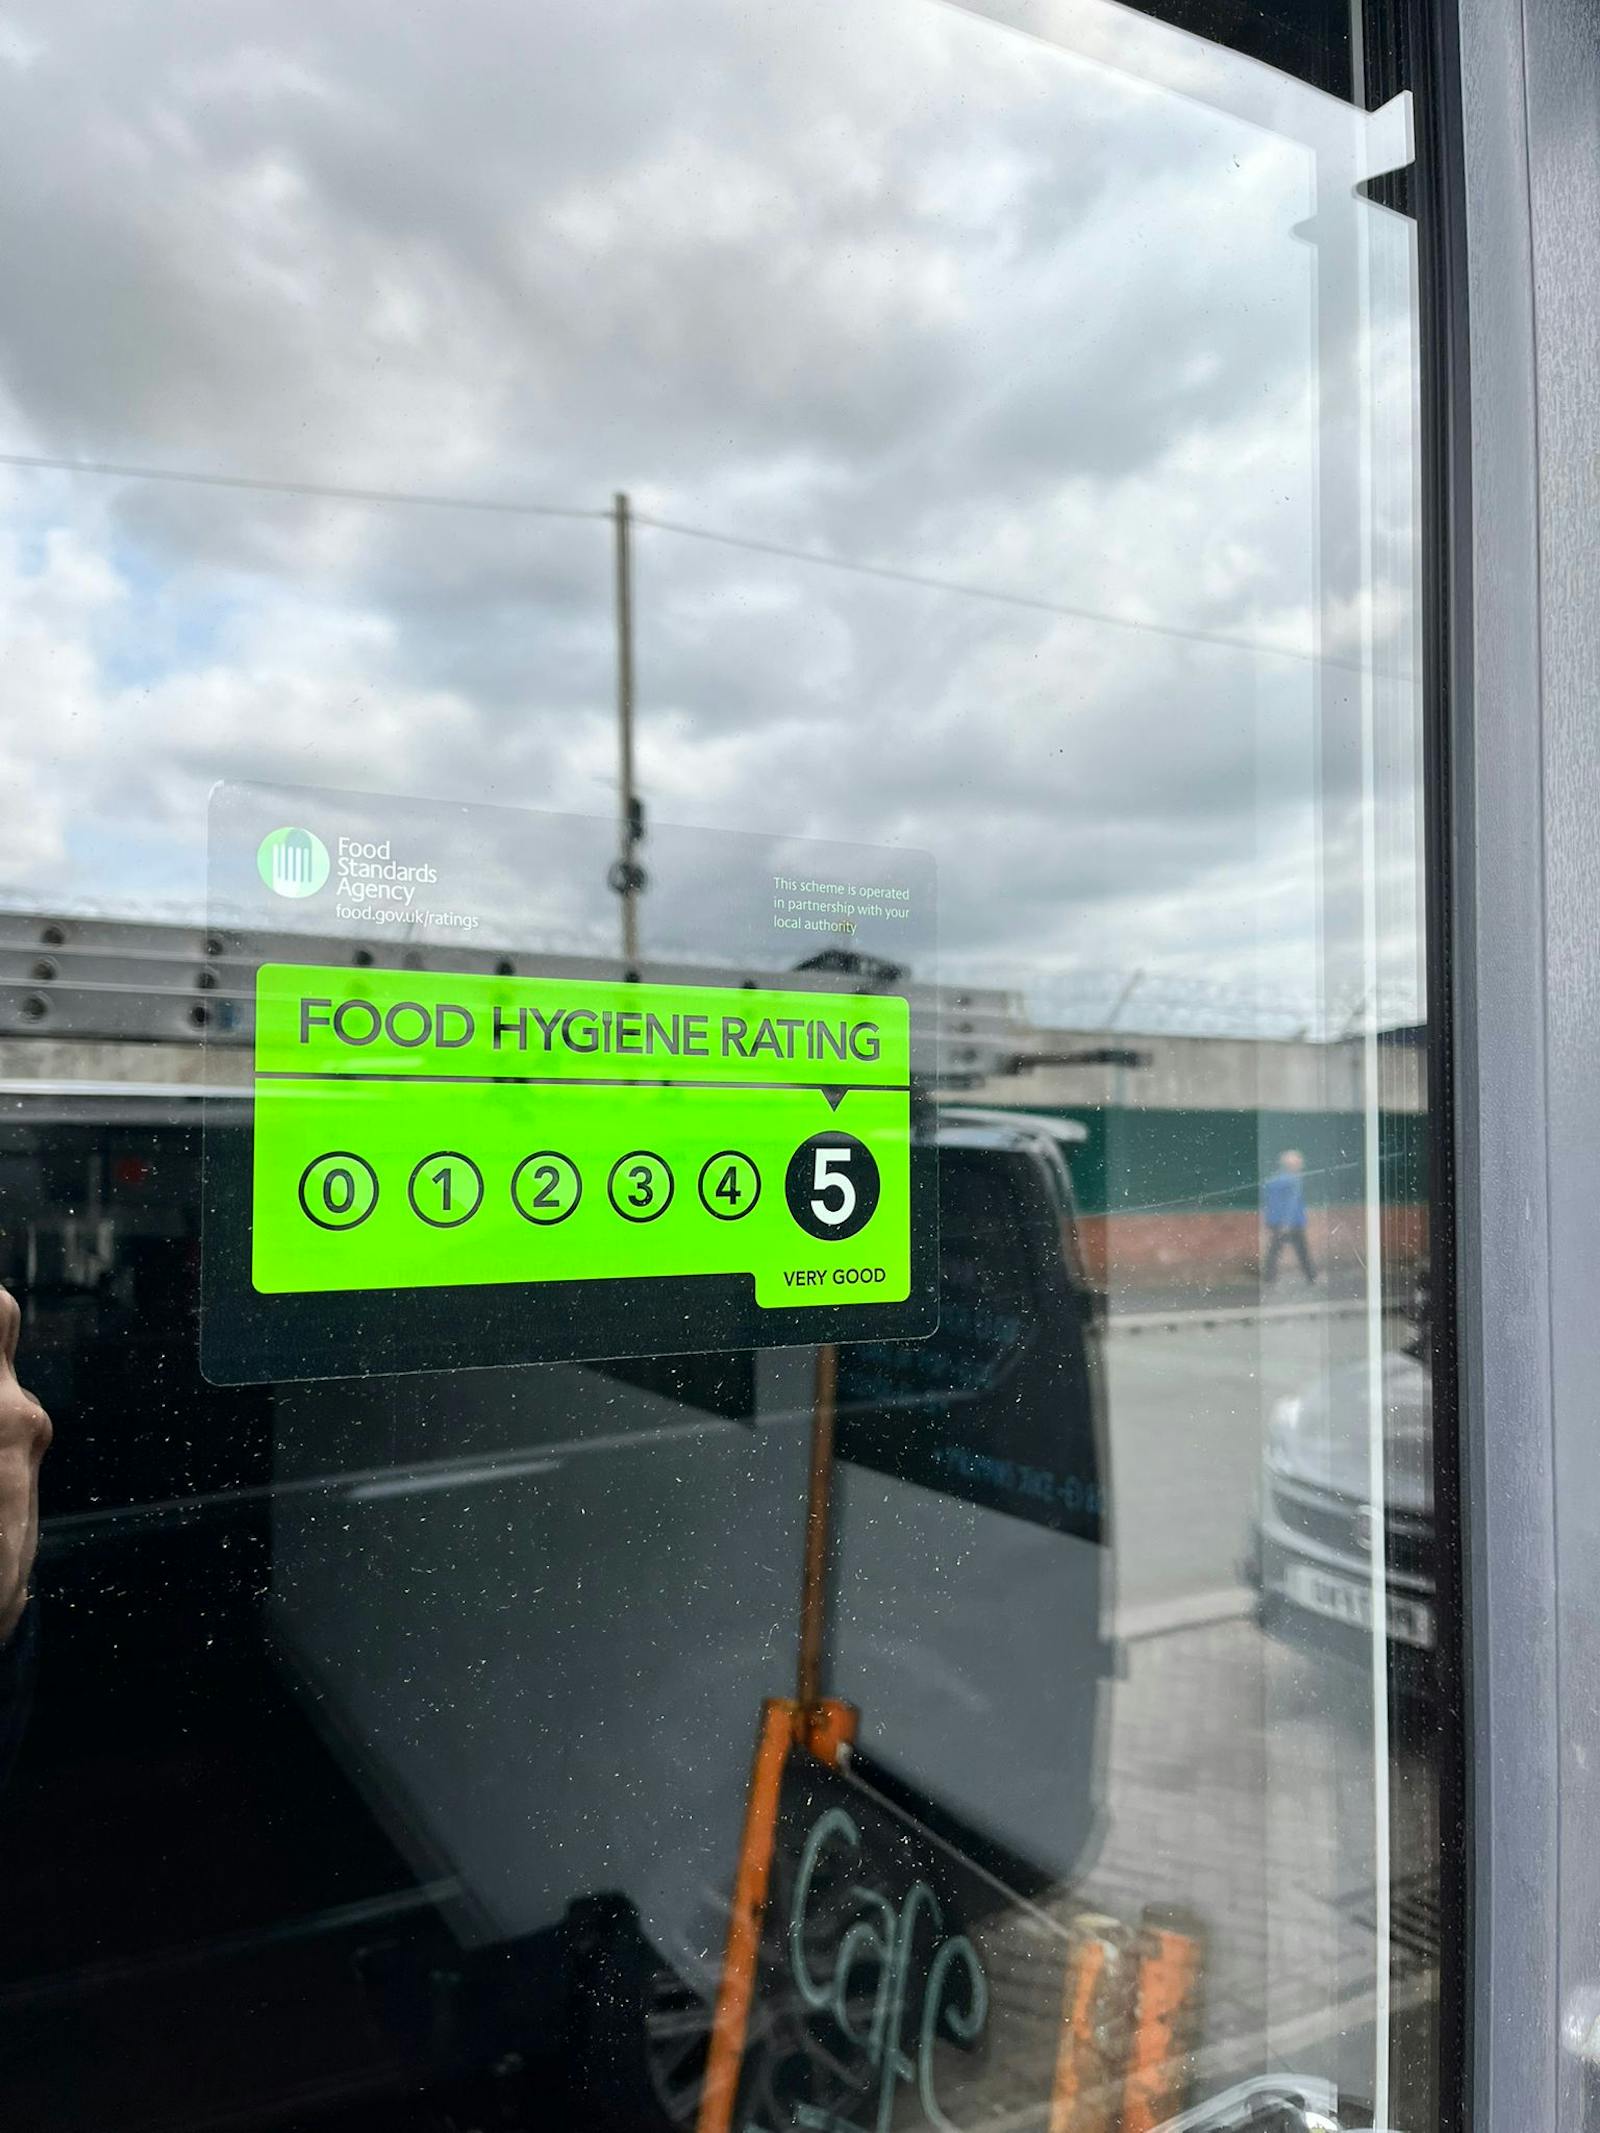 Food
Standards
Agency
food.gov.uk/ratings
This scheme is operated
in partnership with your
local authority
FOOD HYGIENE RATING
0 1 2 3 4 5
VERY GOOD